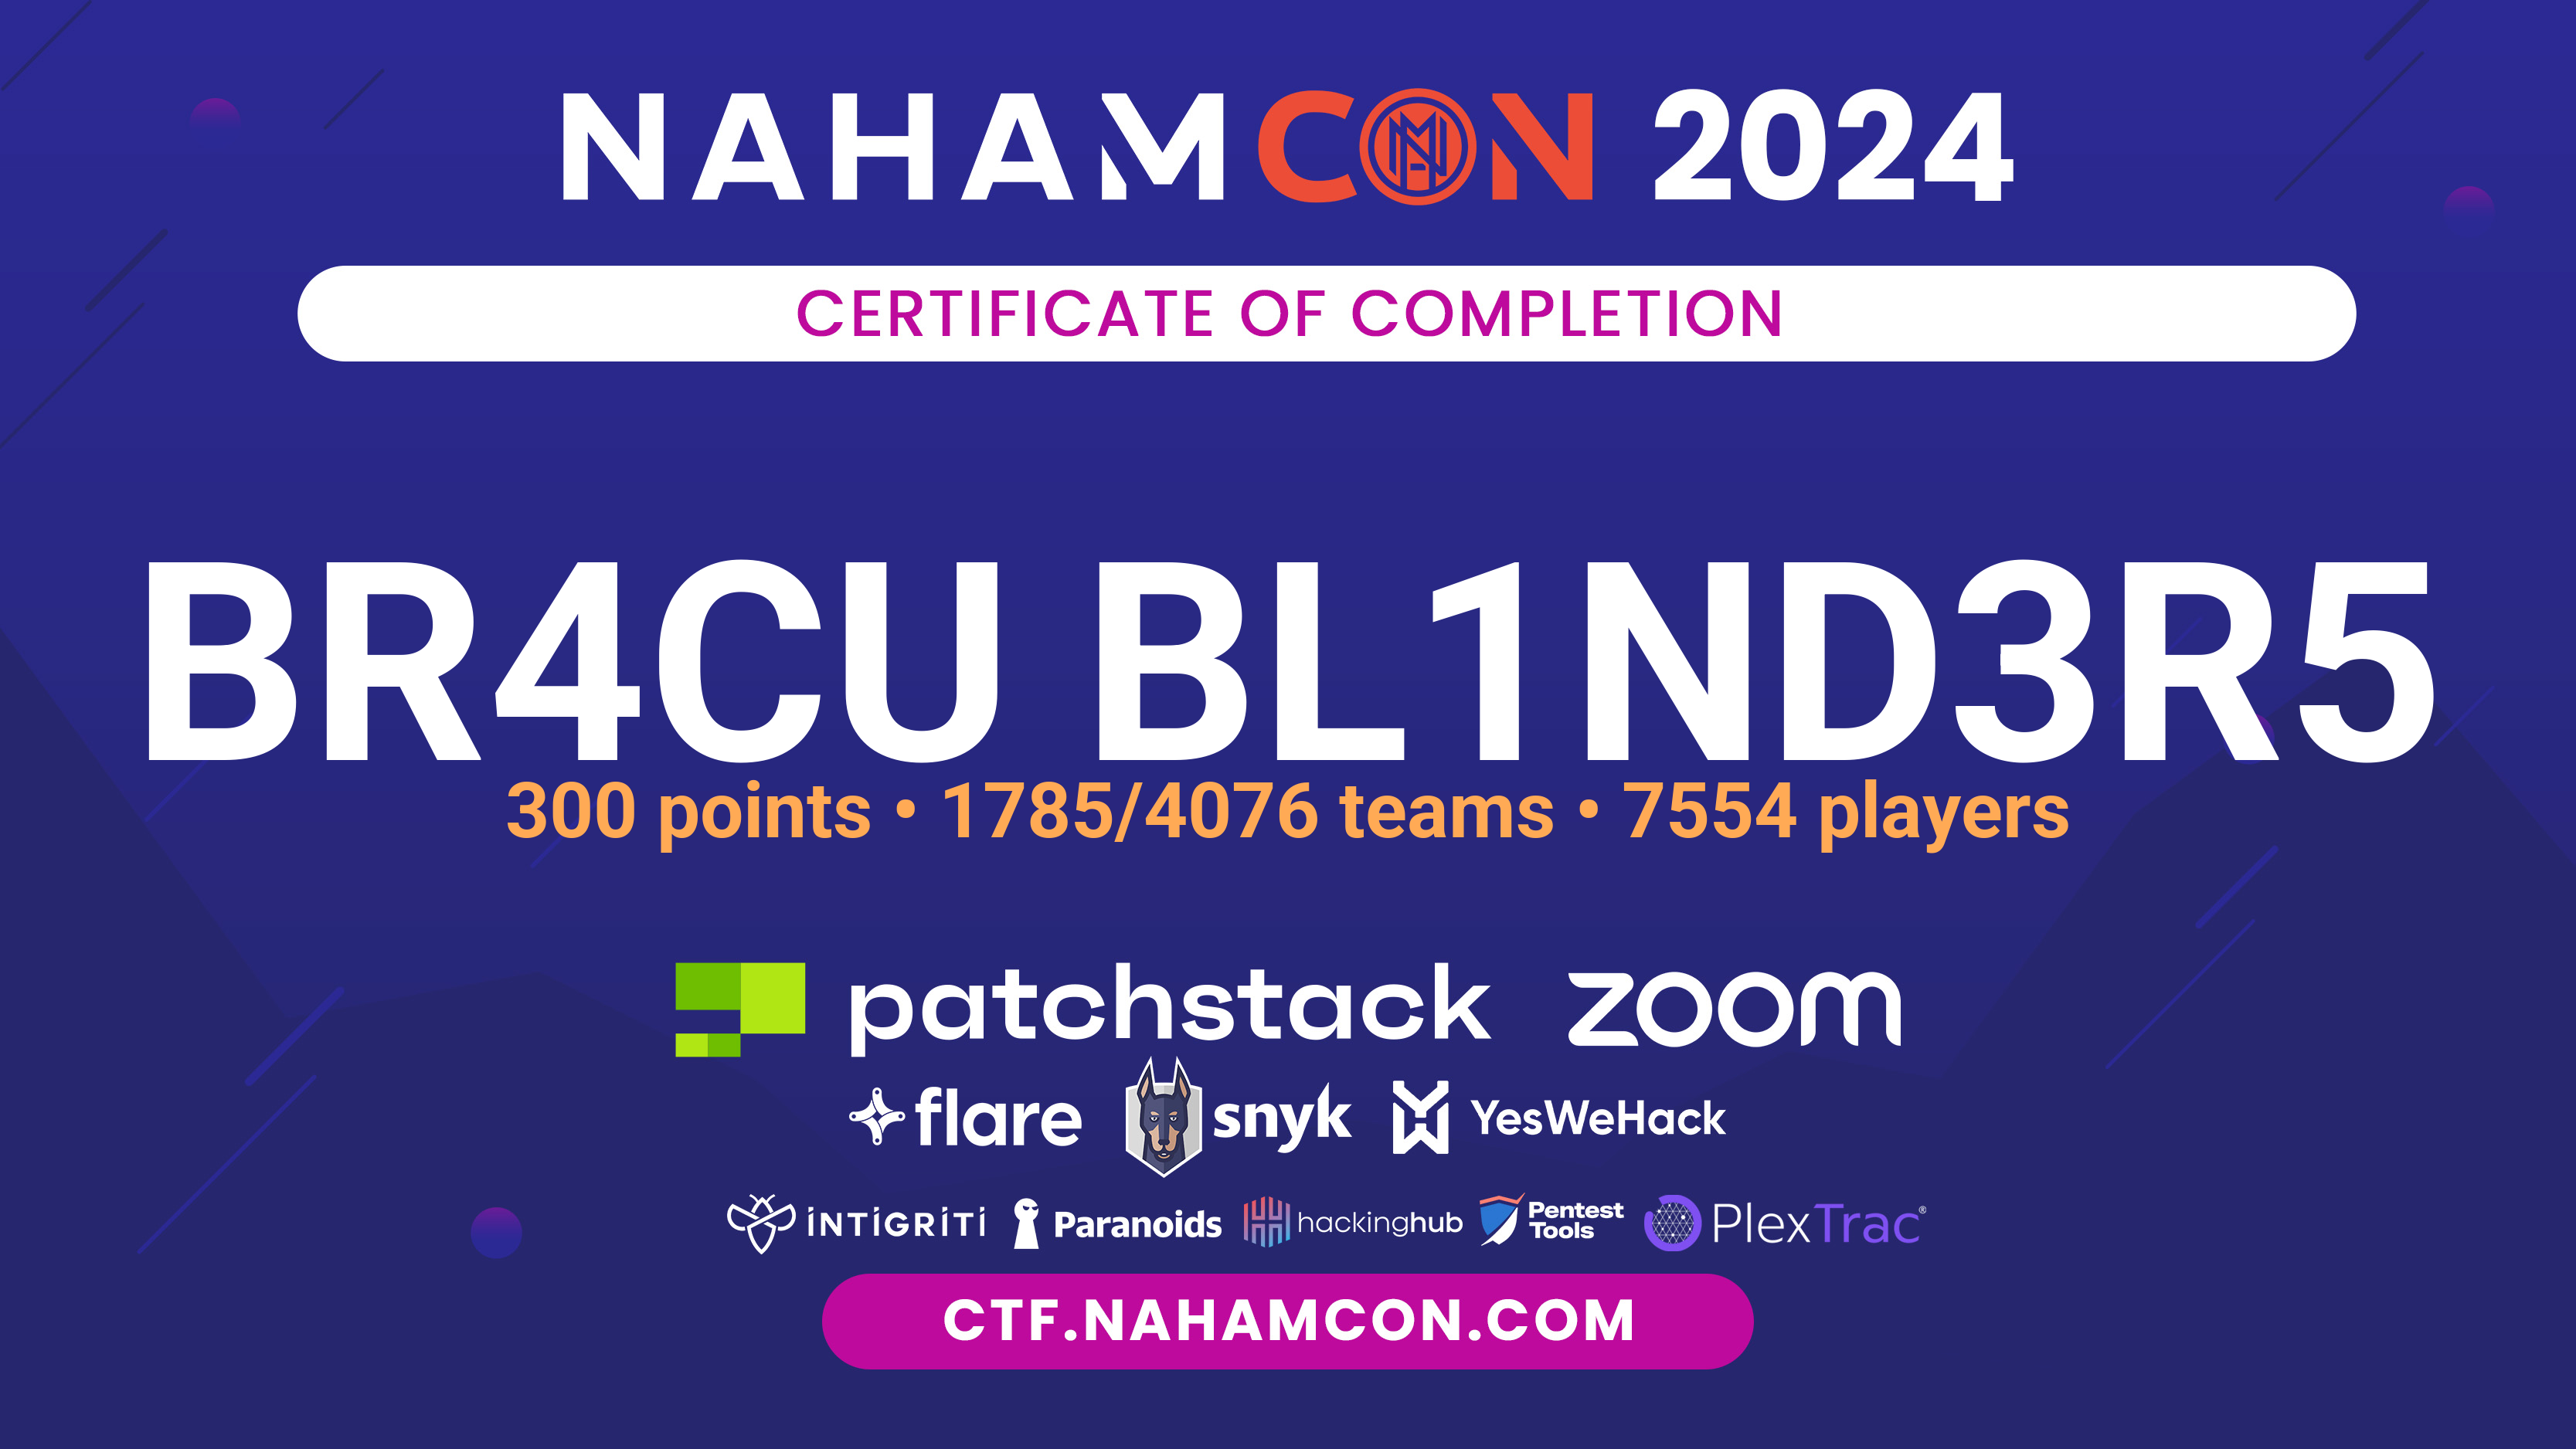 NAHAMCON 2024
CERTIFICATE OF COMPLETION
BR4CU BL1ND3R5
300 points • 1785/4076 teams • 7554 players
patchstack zoom
flare snyk YesWeHack
INTIGRITI Paranoids hackinghub Pentest Tools PlexTrac®
CTF.NAHAMCON.COM